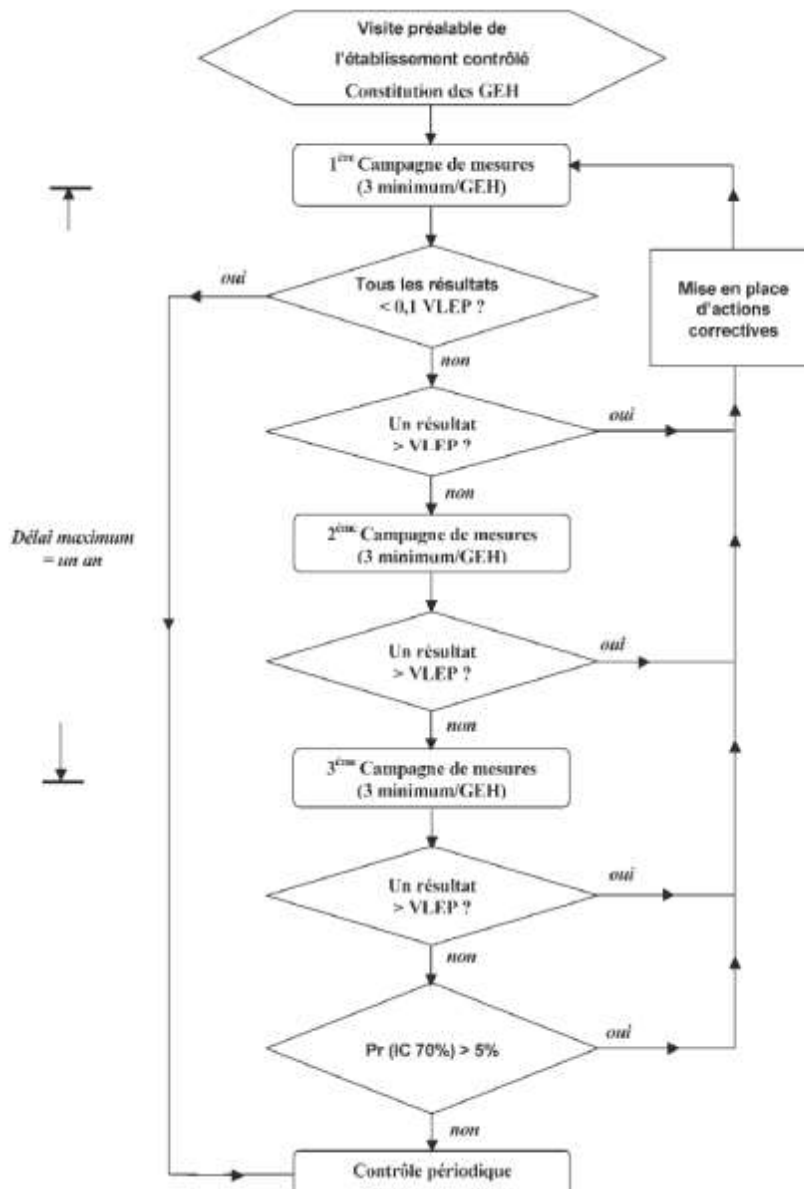 Visite préalable de
l'établissement contrôlé
Constitution des GEH
1ère Campagne de mesures
(3 minimum/GEH)
oui
Tous les résultats
< 0,1 VLEP ?
Mise en place
d'actions
correctives
non
Un résultat
> VLEP ?
oui
non
Délai maximum
= un an
2ème Campagne de mesures
(3 minimum/GEH)
Un résultat
> VLEP ?
oui
non
3ème Campagne de mesures
(3 minimum/GEH)
Un résultat
> VLEP ?
oui
non
Pr (IC 70%) > 5%
oui
non
Contrôle périodique